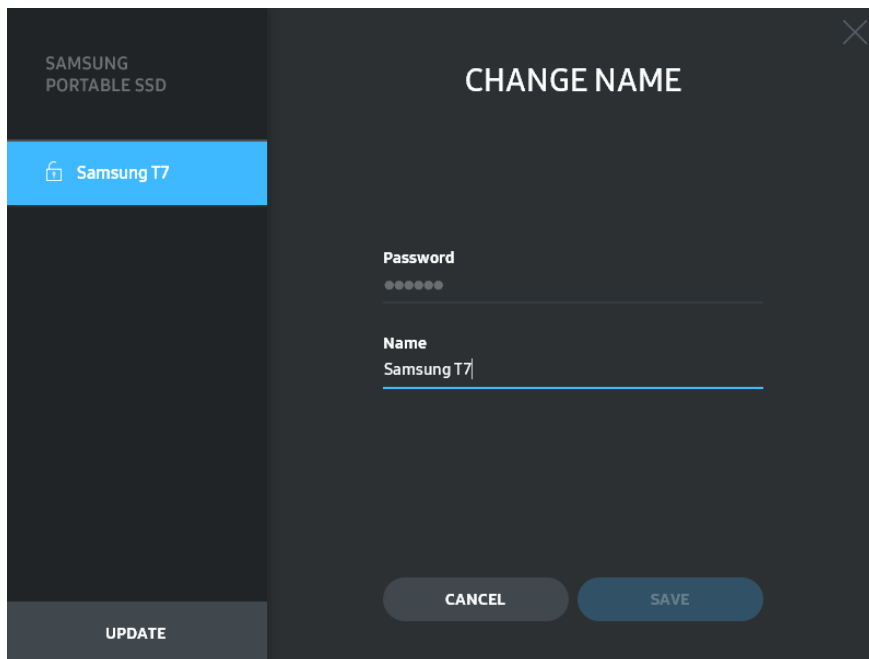 SAMSUNG
PORTABLE SSD
Samsung T7
UPDATE
CHANGE NAME
Password
●●●●●●
Name
Samsung T7
CANCEL
SAVE